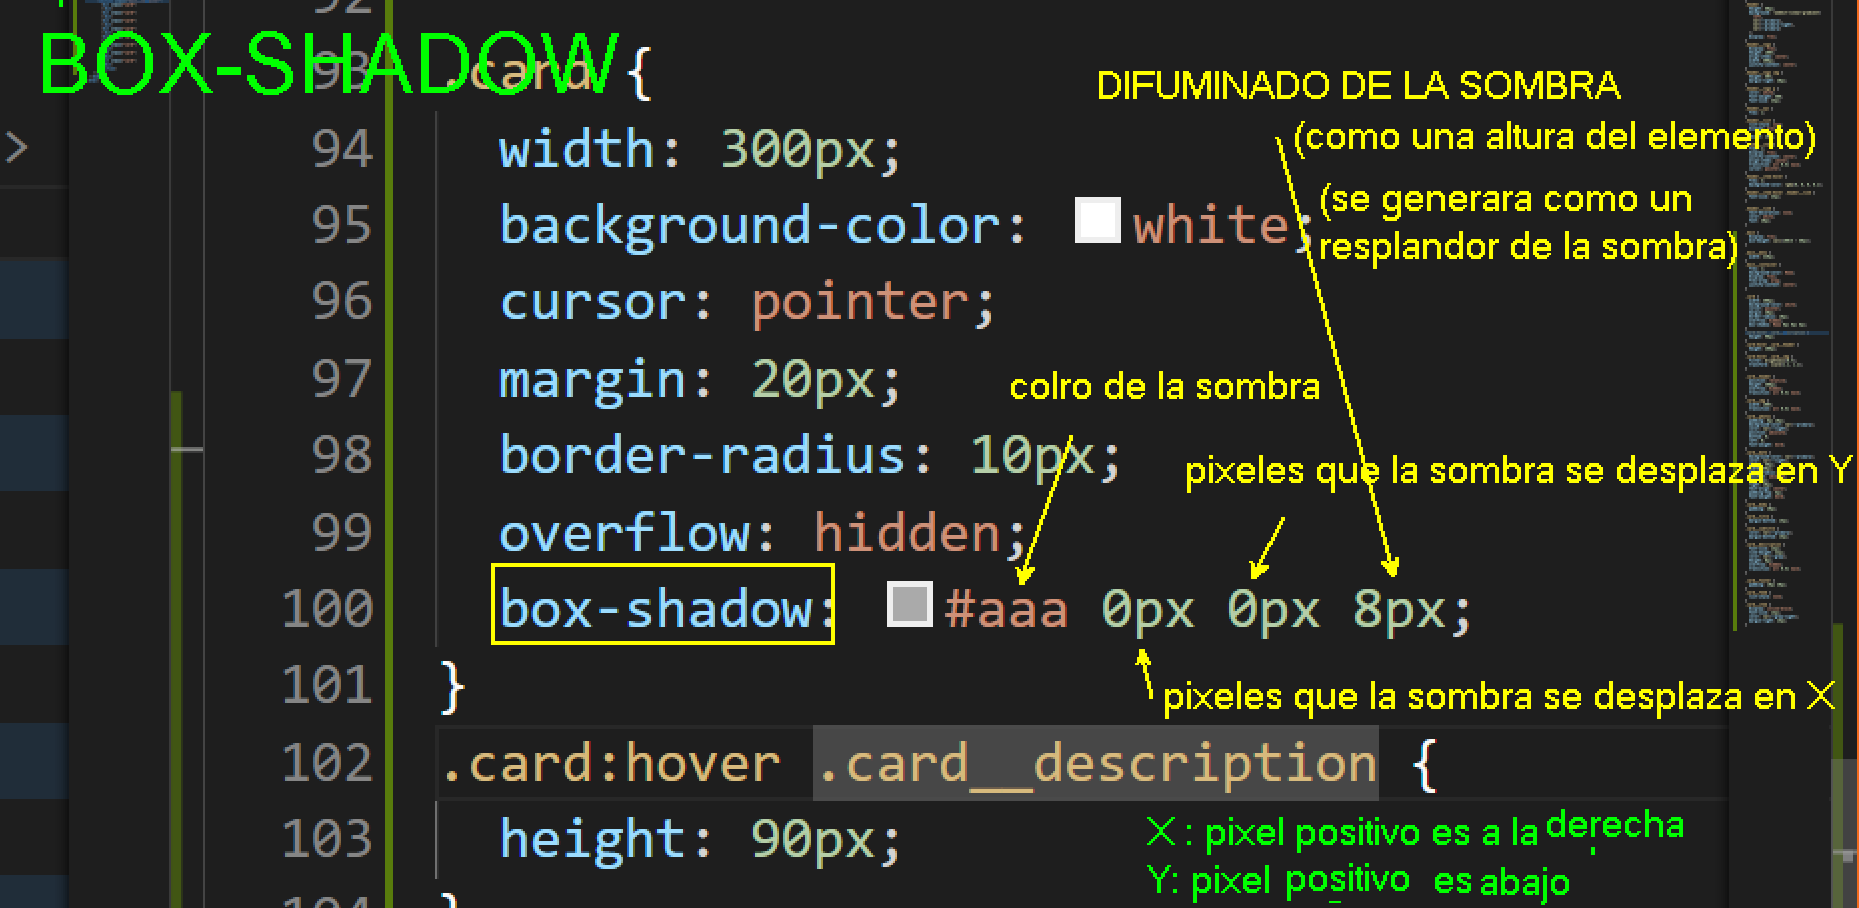 92
BOX-SHADOW
93 .card {
DIFUMINADO DE LA SOMBRA
(como una altura del elemento)
94 width: 300px;
(se generara como un
resplandor de la sombra)
95 background-color: white;
96 cursor: pointer;
97 margin: 20px;
colro de la sombra
98 border-radius: 10px;
pixeles que la sombra se desplaza en Y
99 overflow: hidden;
100 box-shadow: #aaa 0px 0px 8px;
101 }
pixeles que la sombra se desplaza en X
102 .card:hover .card__description {
103 height: 90px;
X : pixel positivo es a la derecha
Y: pixel positivo es abajo
104 }